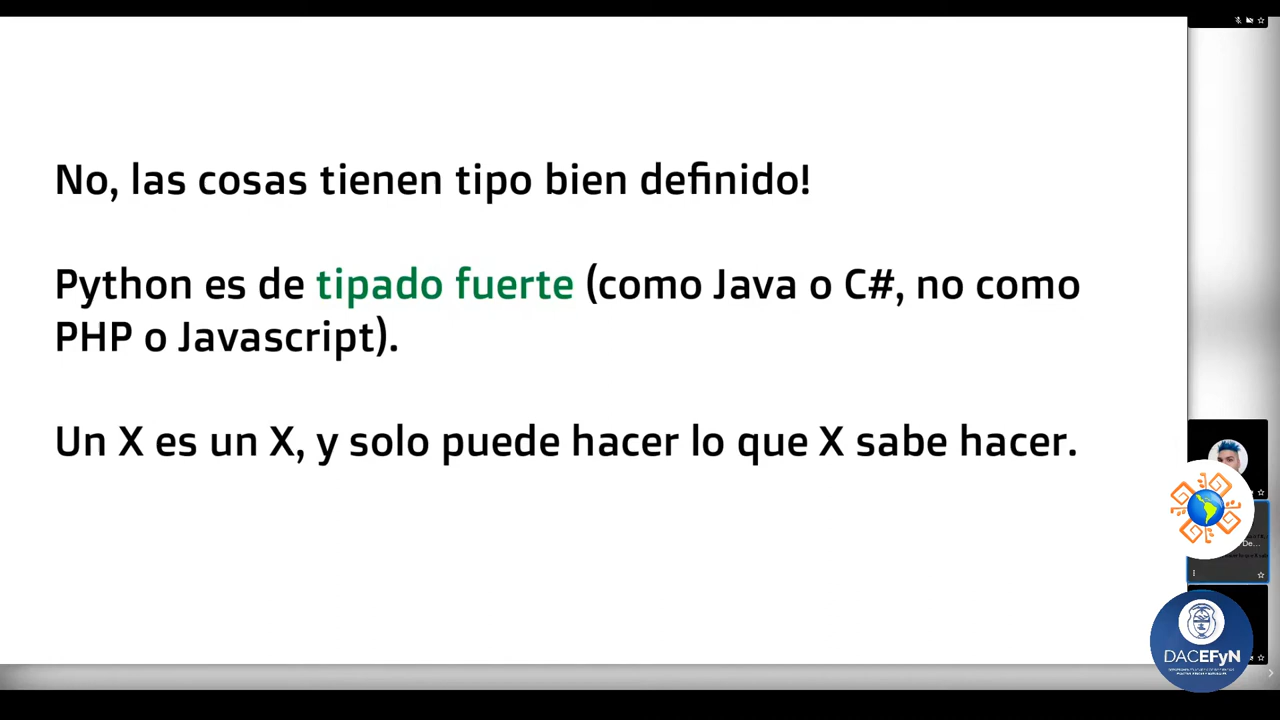 No, las cosas tienen tipo bien definido!
Python es de tipado fuerte (como Java o C#, no como
PHP o Javascript).
Un X es un X, y solo puede hacer lo que X sabe hacer.
De...
DACEFyN